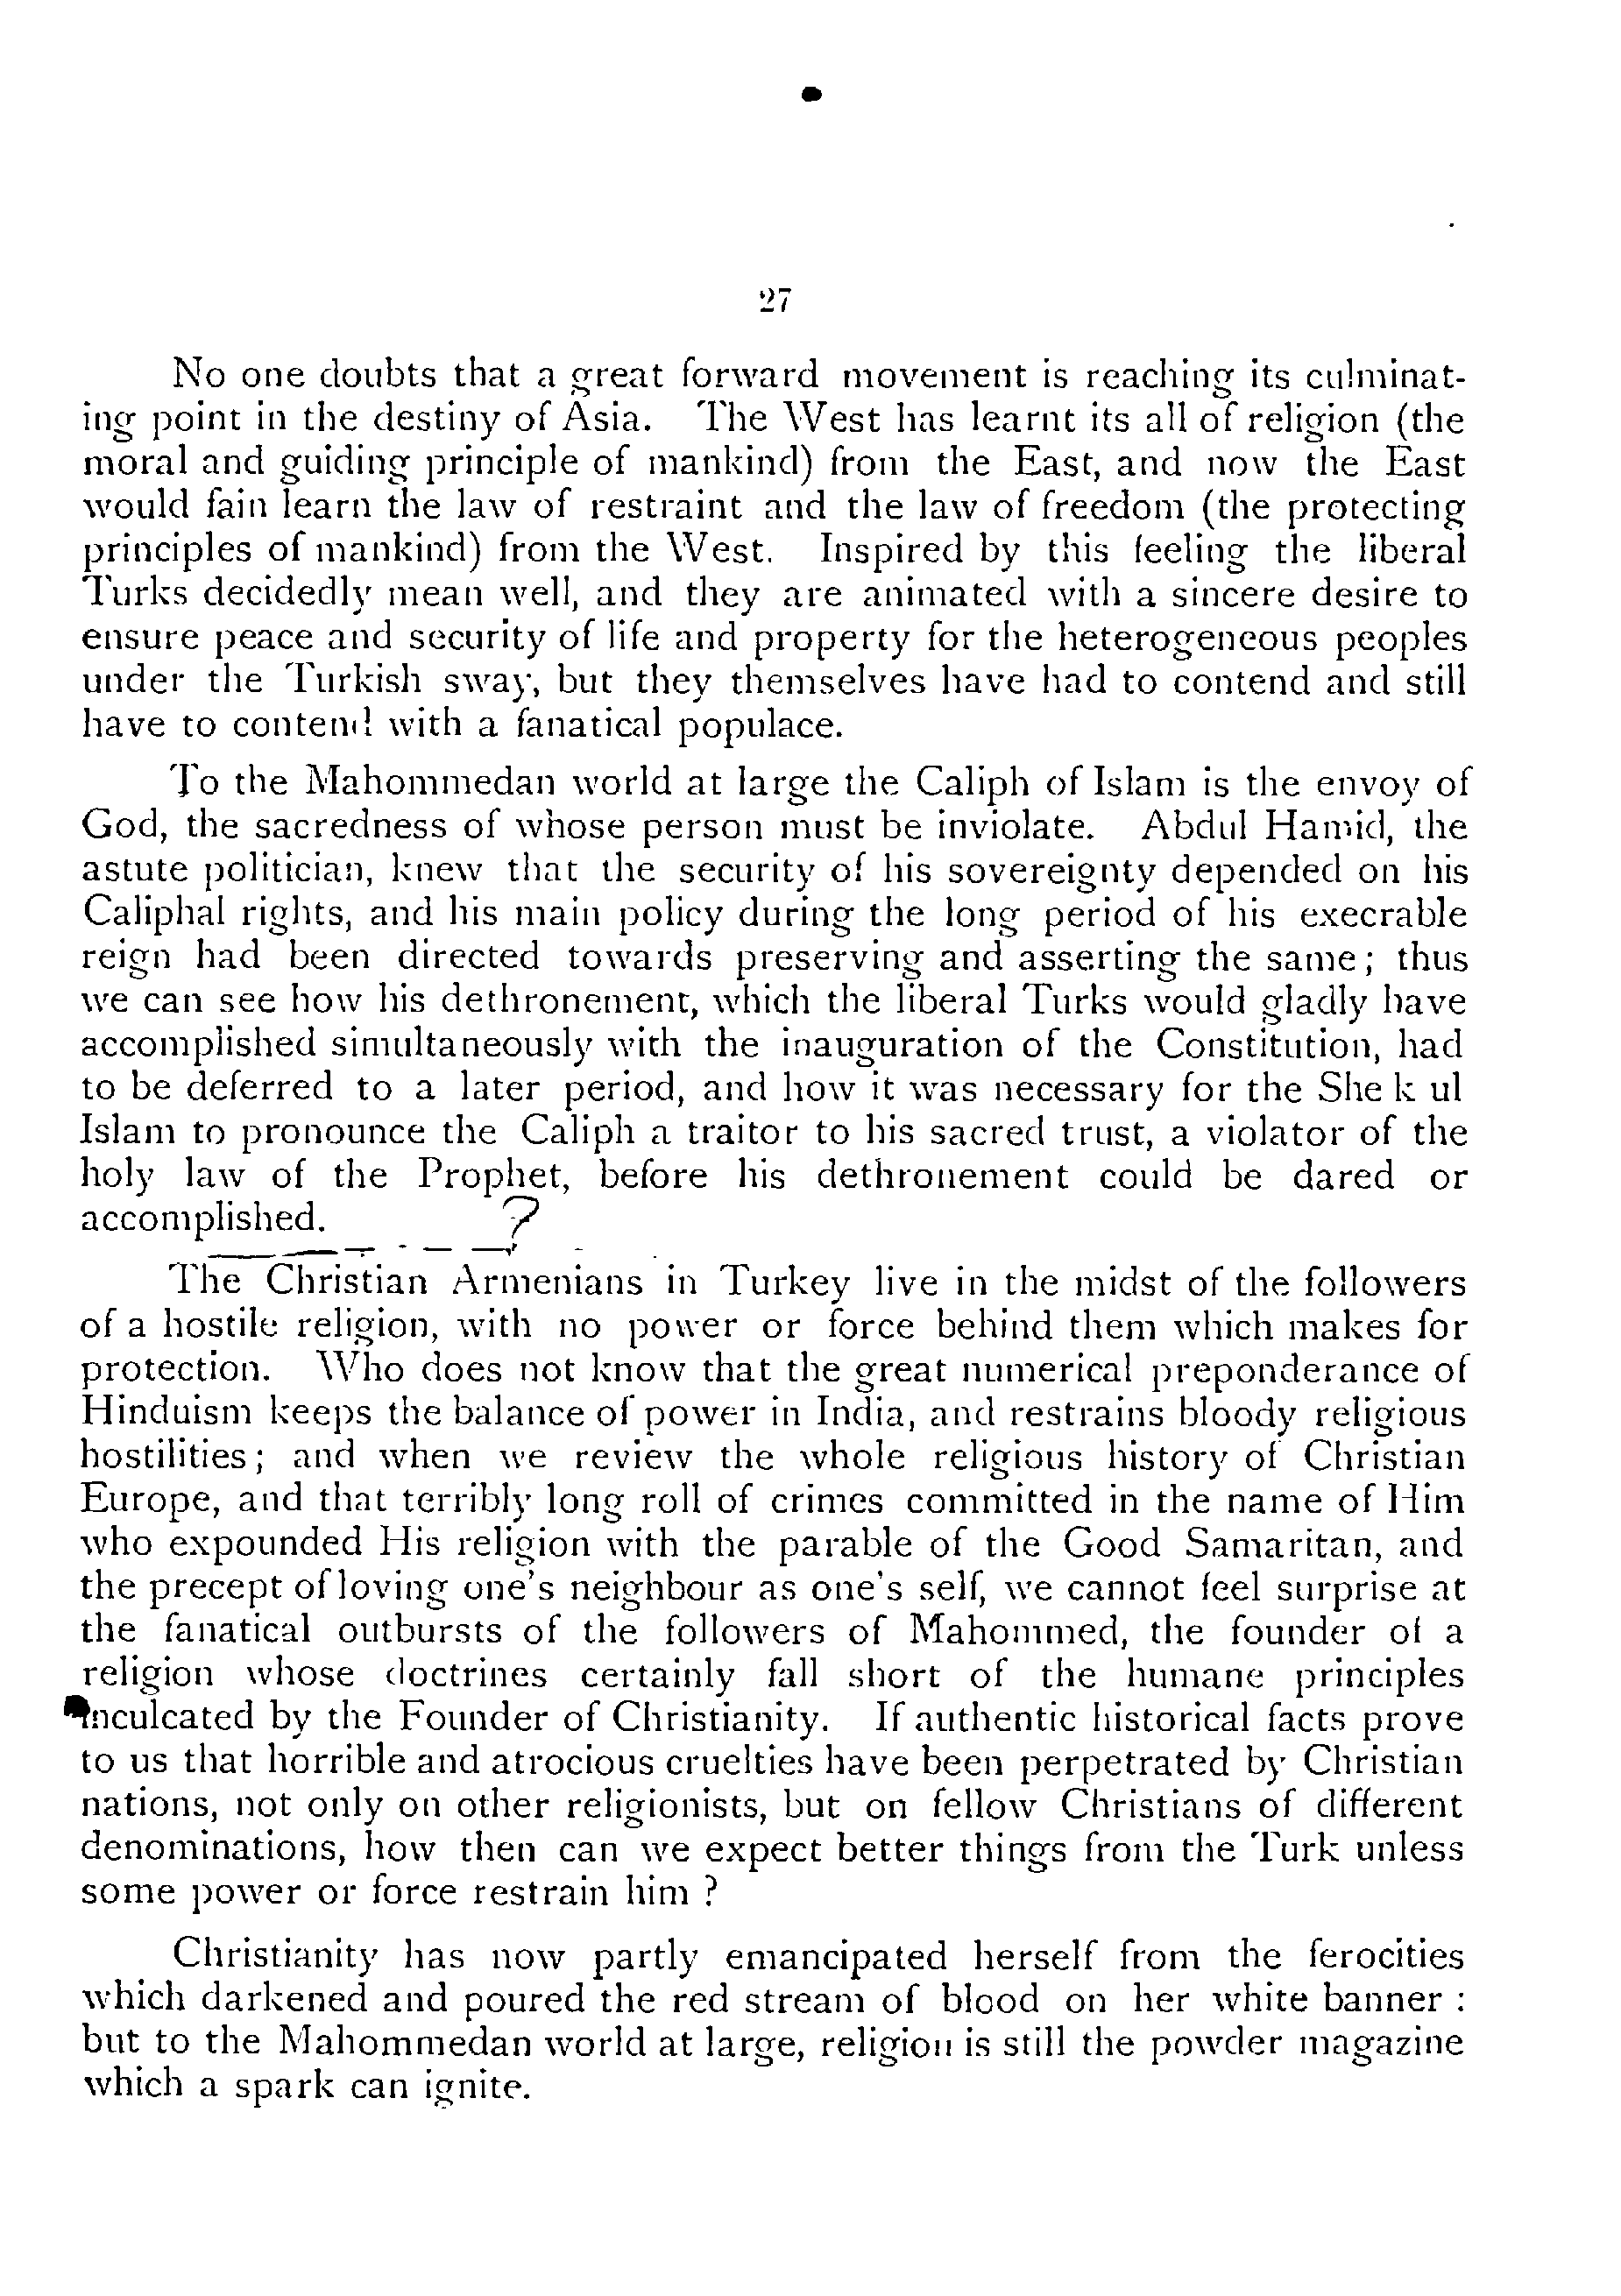 27
No one doubts that a great forward movement is reaching its culminat-
ing point in the destiny of Asia. The West has learnt its all of religion (the
moral and guiding principle of mankind) from the East, and now the East
would fain learn the law of restraint and the law of freedom (the protecting
principles of mankind) from the West. Inspired by this feeling the liberal
Turks decidedly mean well, and they are animated with a sincere desire to
ensure peace and security of life and property for the heterogeneous peoples
under the Turkish sway, but they themselves have had to contend and still
have to contend with a fanatical populace.
To the Mahommedan world at large the Caliph of Islam is the envoy of
God, the sacredness of whose person must be inviolate. Abdul Hamid, the
astute politician, knew that the security of his sovereignty depended on his
Caliphal rights, and his main policy during the long period of his execrable
reign had been directed towards preserving and asserting the same; thus
we can see how his dethronement, which the liberal Turks would gladly have
accomplished simultaneously with the inauguration of the Constitution, had
to be deferred to a later period, and how it was necessary for the She k ul
Islam to pronounce the Caliph a traitor to his sacred trust, a violator of the
holy law of the Prophet, before his dethronement could be dared or
accomplished. ?
The Christian Armenians in Turkey live in the midst of the followers
of a hostile religion, with no power or force behind them which makes for
protection. Who does not know that the great numerical preponderance of
Hinduism keeps the balance of power in India, and restrains bloody religious
hostilities; and when we review the whole religious history of Christian
Europe, and that terribly long roll of crimes committed in the name of Him
who expounded His religion with the parable of the Good Samaritan, and
the precept of loving one's neighbour as one's self, we cannot feel surprise at
the fanatical outbursts of the followers of Mahommed, the founder of a
religion whose doctrines certainly fall short of the humane principles
inculcated by the Founder of Christianity. If authentic historical facts prove
to us that horrible and atrocious cruelties have been perpetrated by Christian
nations, not only on other religionists, but on fellow Christians of different
denominations, how then can we expect better things from the Turk unless
some power or force restrain him ?
Christianity has now partly emancipated herself from the ferocities
which darkened and poured the red stream of blood on her white banner :
but to the Mahommedan world at large, religion is still the powder magazine
which a spark can ignite.